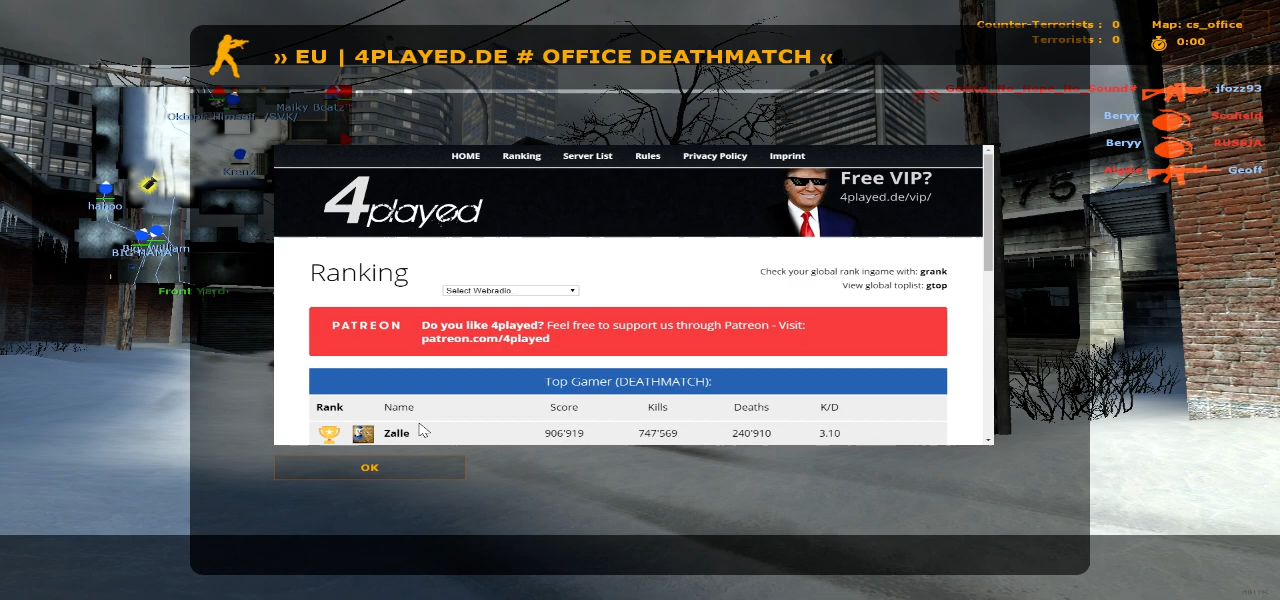 Counter-Terrorists : 0
Map: cs_office
Terrorists : 0
0:00
» EU | 4PLAYED.DE # OFFICE DEATHMATCH «
Malky Beatz
jfozz93
Beryy
Scofield
Beryy
RUSSIA
Geoff
Krenz
haboo
BIG MAMA
Front Yard
HOME
Ranking
Server List
Rules
Privacy Policy
Imprint
4played
Free VIP?
4played.de/vip/
75
Ranking
Check your global rank ingame with: grank
View global toplist: gtop
Select Webradio...
PATREON
Do you like 4played? Feel free to support us through Patreon - Visit:
patreon.com/4played
Top Gamer (DEATHMATCH):
Rank Name Score Kills Deaths K/D
Zalle 906'919 747'569 240'910 3.10
OK